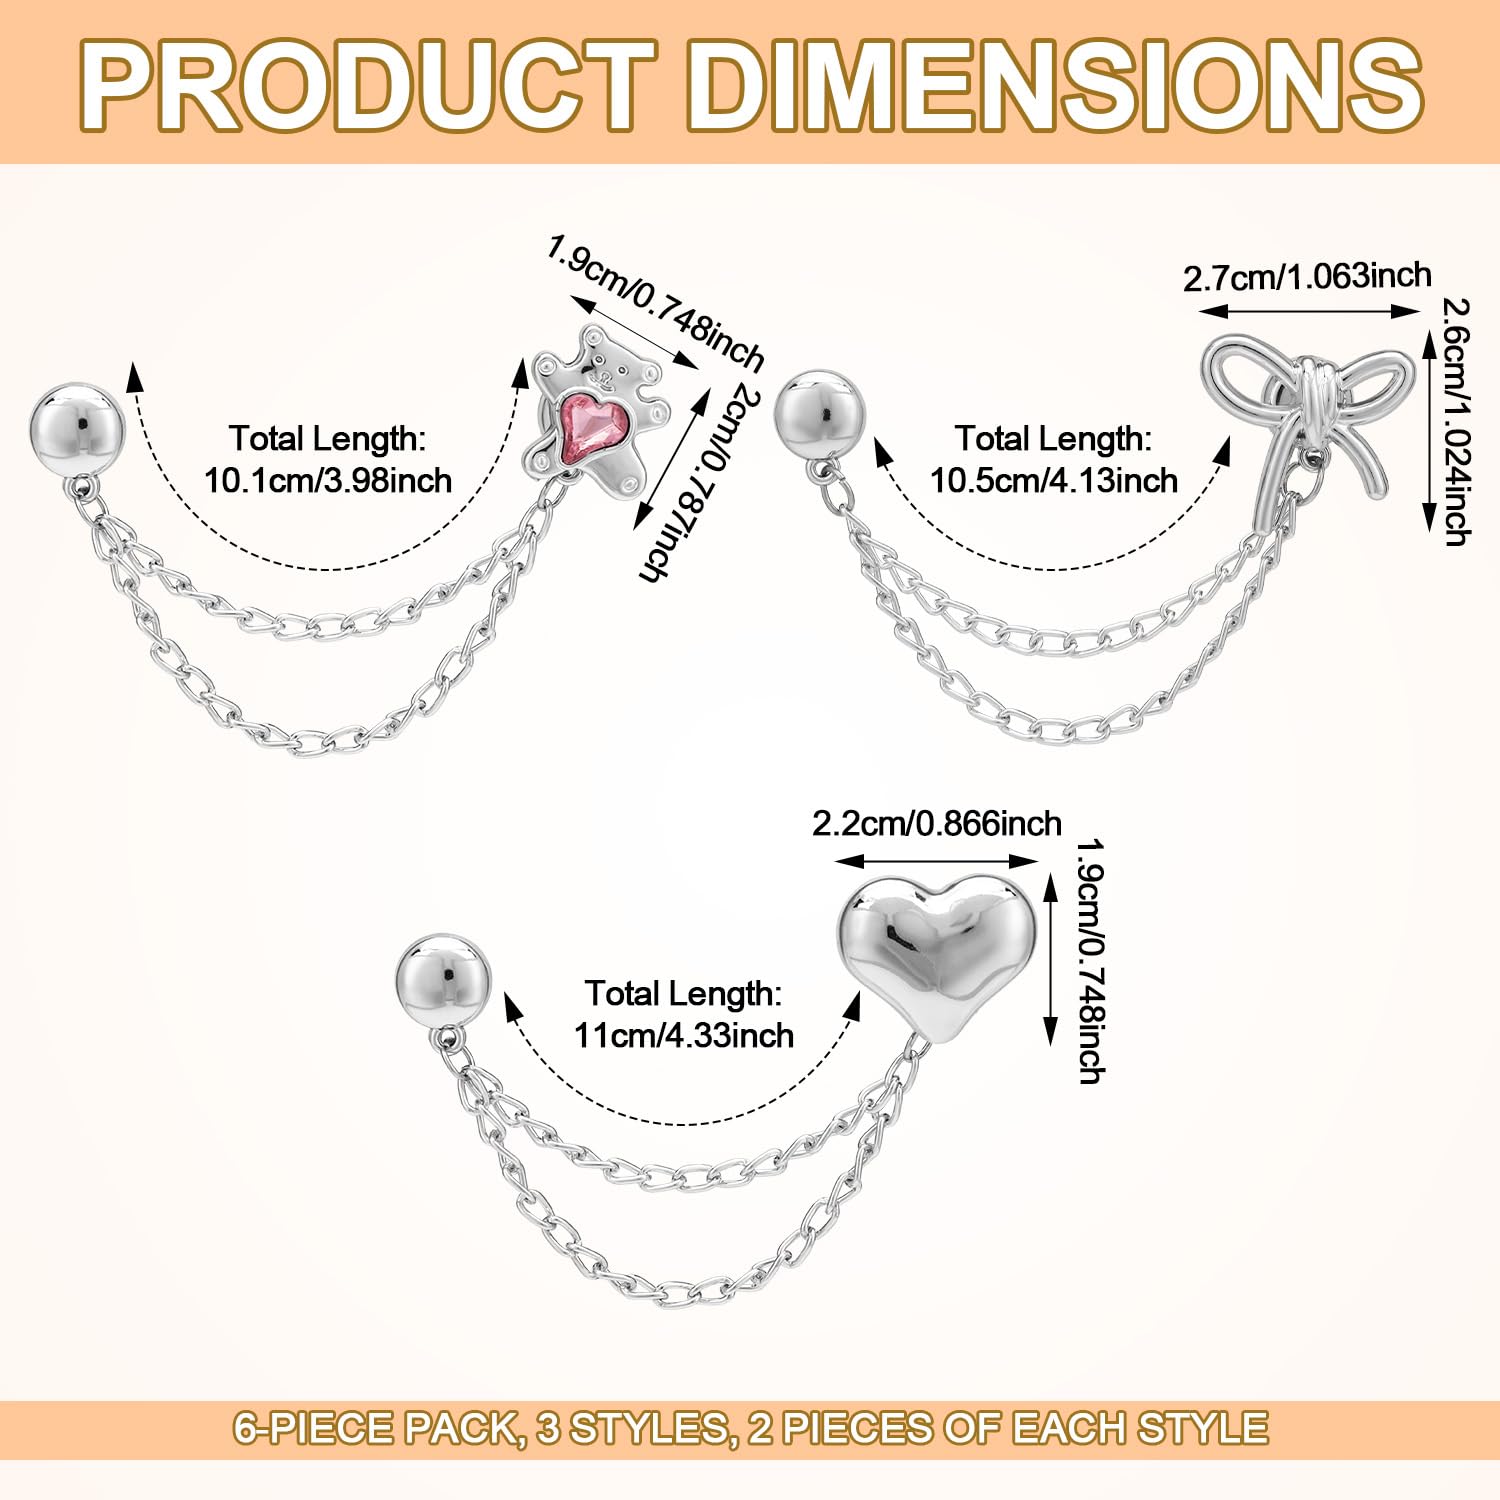 PRODUCT DIMENSIONS
1.9cm/0.748inch
2cm/0.787inch
Total Length:
10.1cm/3.98inch
2.7cm/1.063inch
2.6cm/1.024inch
Total Length:
10.5cm/4.13inch
2.2cm/0.866inch
1.9cm/0.748inch
Total Length:
11cm/4.33inch
6-PIECE PACK, 3 STYLES, 2 PIECES OF EACH STYLE